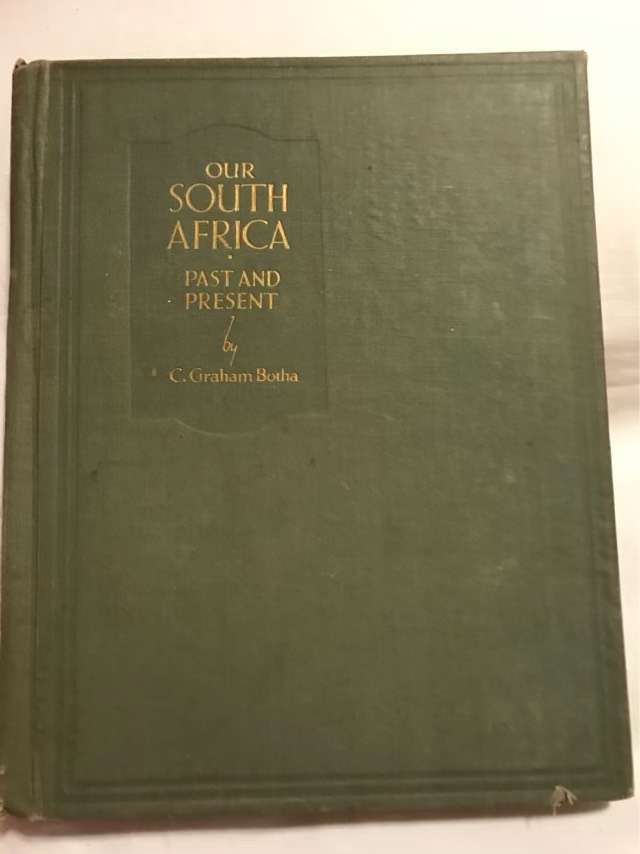 OUR
SOUTH
AFRICA
PAST AND
PRESENT
by
C. Graham Botha